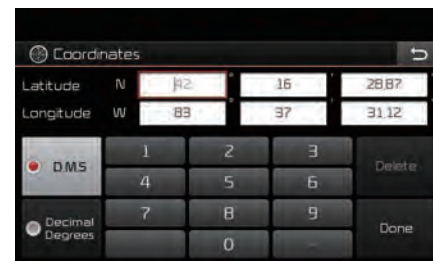 Coordinates
Latitude N 42 ° 16 ' 28.87 "
Longitude W 83 ° 37 ' 31.12
D.M.S
1 2 3
Delete
4 5 6
Decimal
Degrees
7 8 9
Done
0 -